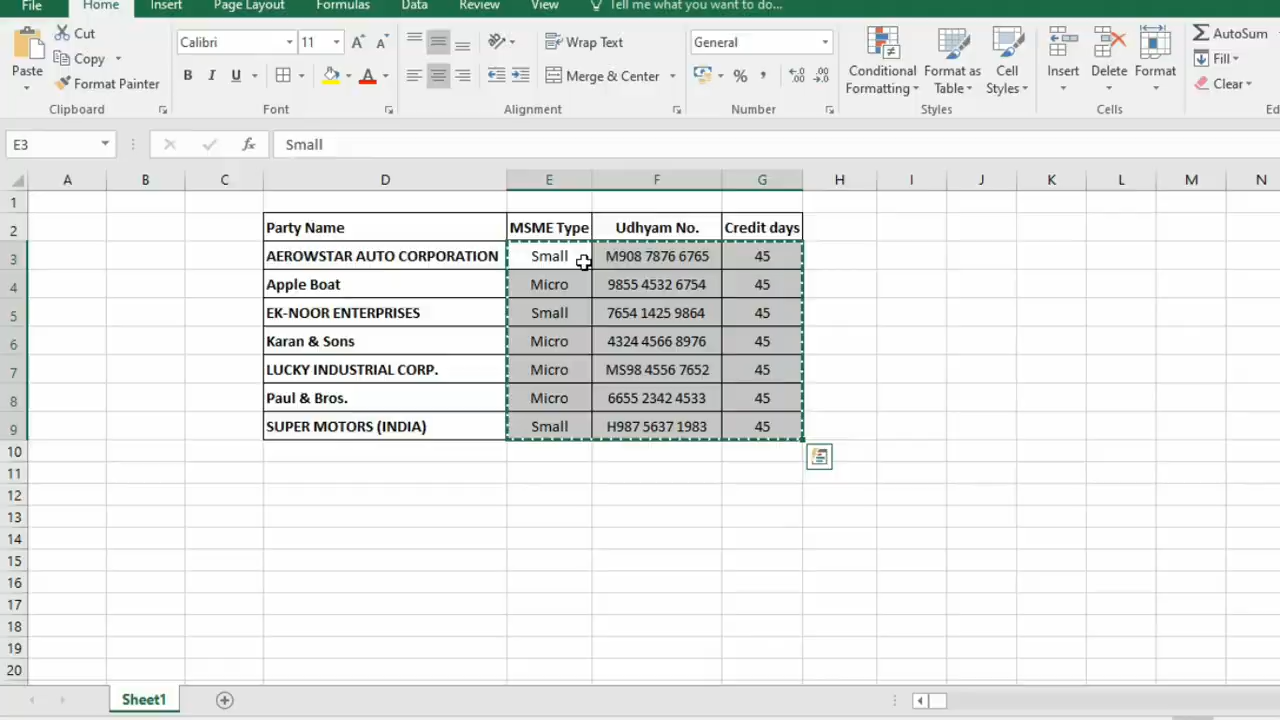 File Home Insert Page Layout Formulas Data Review View Tell me what you want to do...
Cut
Copy
Format Painter
Paste
Clipboard
Calibri 11
B I U
Font
Wrap Text
Merge & Center
Alignment
General
%
Number
Conditional Formatting
Format as Table
Cell Styles
Styles
Insert Delete Format
Cells
AutoSum
Fill
Clear
E3 fx Small
A B C D E F G H I J K L M N
1
2 Party Name MSME Type Udhyam No. Credit days
3 AEROWSTAR AUTO CORPORATION Small M908 7876 6765 45
4 Apple Boat Micro 9855 4532 6754 45
5 EK-NOOR ENTERPRISES Small 7654 1425 9864 45
6 Karan & Sons Micro 4324 4566 8976 45
7 LUCKY INDUSTRIAL CORP. Micro MS98 4556 7652 45
8 Paul & Bros. Micro 6655 2342 4533 45
9 SUPER MOTORS (INDIA) Small H987 5637 1983 45
10
11
12
13
14
15
16
17
18
19
20
Sheet1